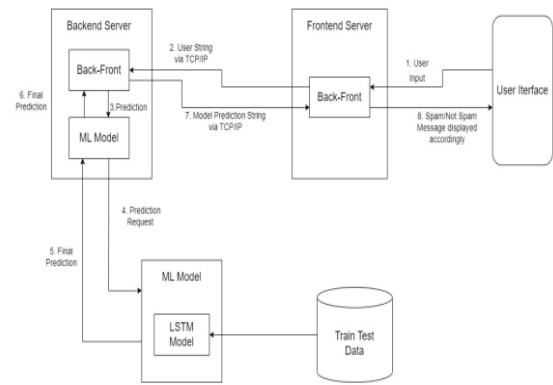 Backend Server
Frontend Server
2. User String
via TCP/IP
1. User
Input
Back-Front
6. Final
Prediction
3.Prediction
7. Model Prediction String
via TCP/IP
Back-Front
User Iterface
8. Spam/Not Spam
Message displayed
accordingly
ML Model
4. Prediction
Request
5. Final
Prediction
ML Model
LSTM
Model
Train Test
Data